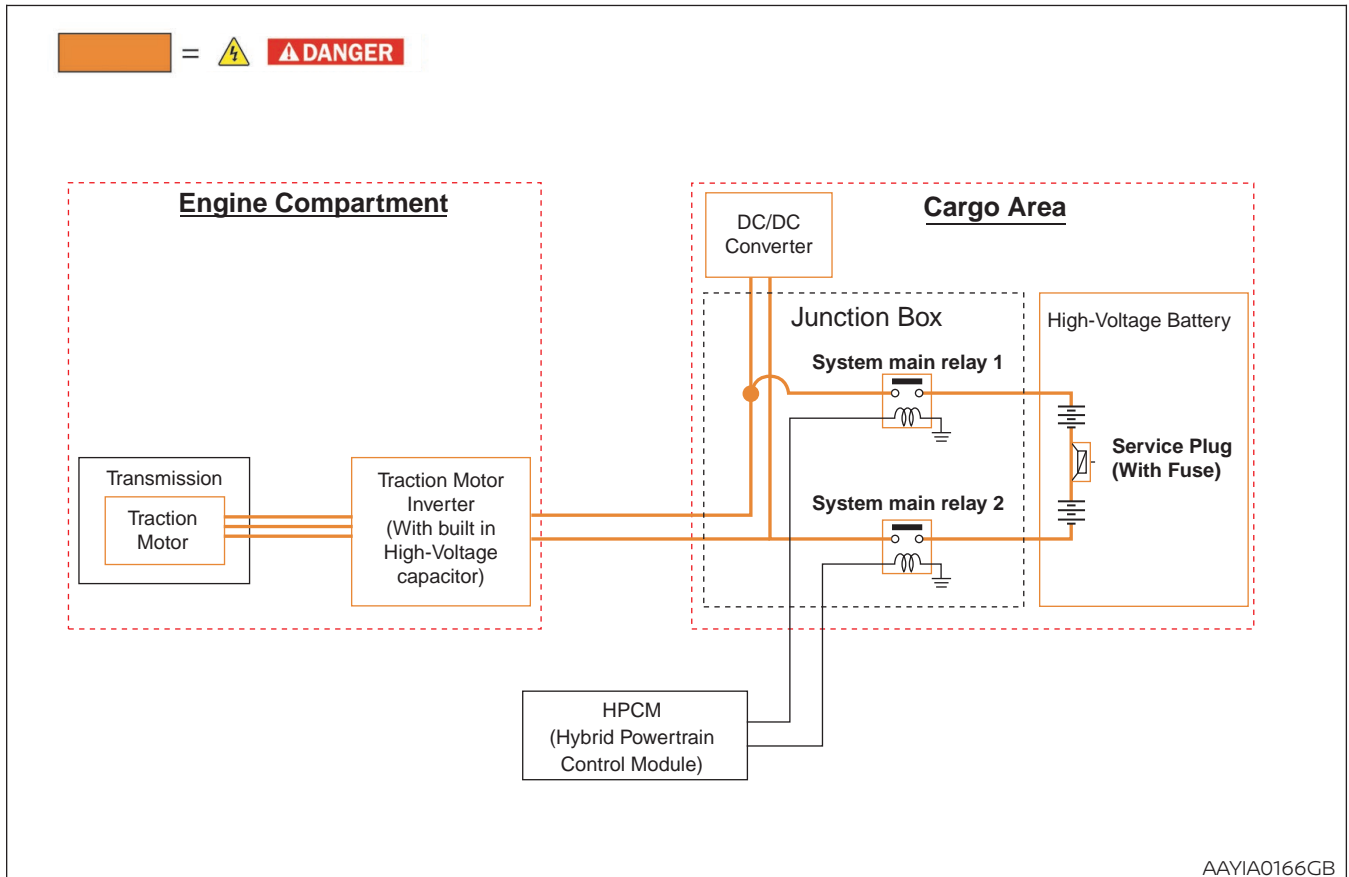 = DANGER
Engine Compartment
Cargo Area
DC/DC
Converter
Junction Box
High-Voltage Battery
System main relay 1
Service Plug
(With Fuse)
Transmission
Traction
Motor
Traction Motor
Inverter
(With built in
High-Voltage
capacitor)
System main relay 2
HPCM
(Hybrid Powertrain
Control Module)
AAYIA0166GB